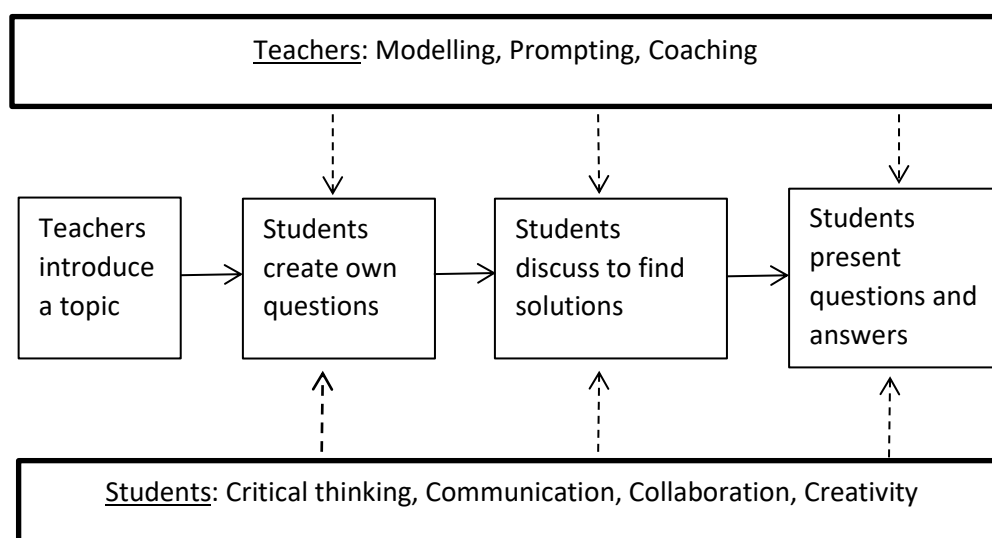 Teachers: Modelling, Prompting, Coaching
Teachers
introduce
a topic
Students
create own
questions
Students
discuss to find
solutions
Students
present
questions and
answers
Students: Critical thinking, Communication, Collaboration, Creativity